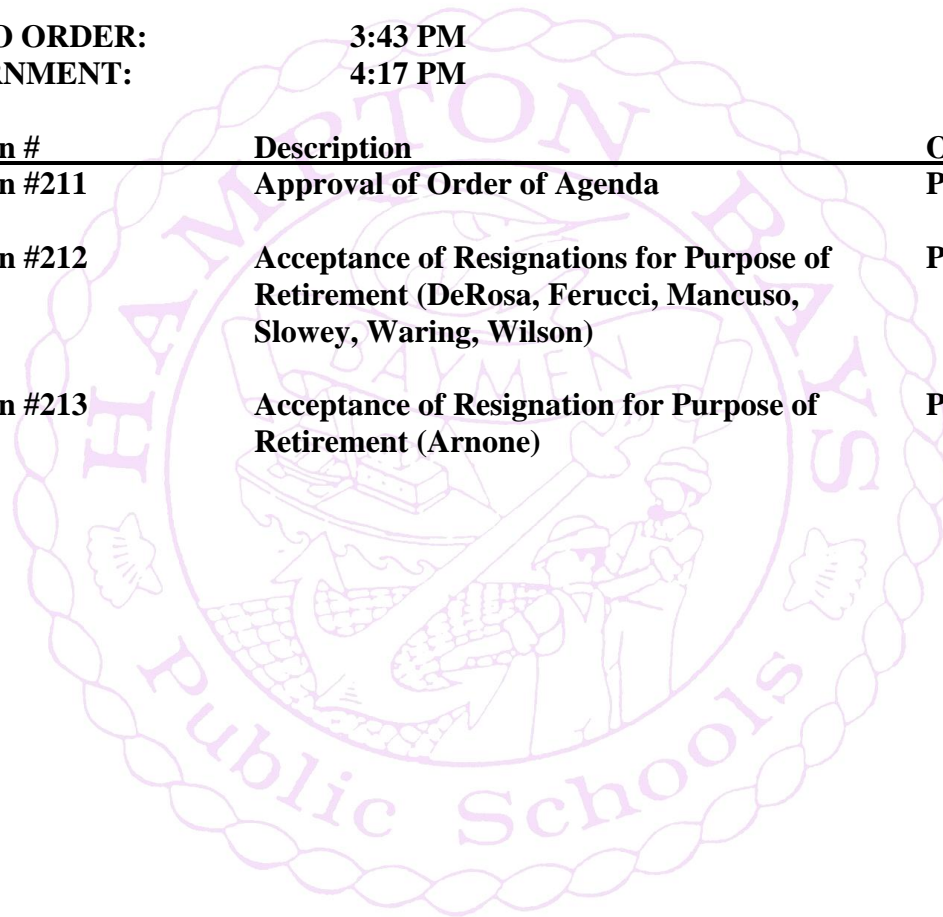 O ORDER: 3:43 PM
RNMENT: 4:17 PM
n # Description O
n #211 Approval of Order of Agenda P
n #212 Acceptance of Resignations for Purpose of P
Retirement (DeRosa, Ferucci, Mancuso,
Slowey, Waring, Wilson)
n #213 Acceptance of Resignation for Purpose of P
Retirement (Arnone)
HAMPTON BAYS
Public Schools